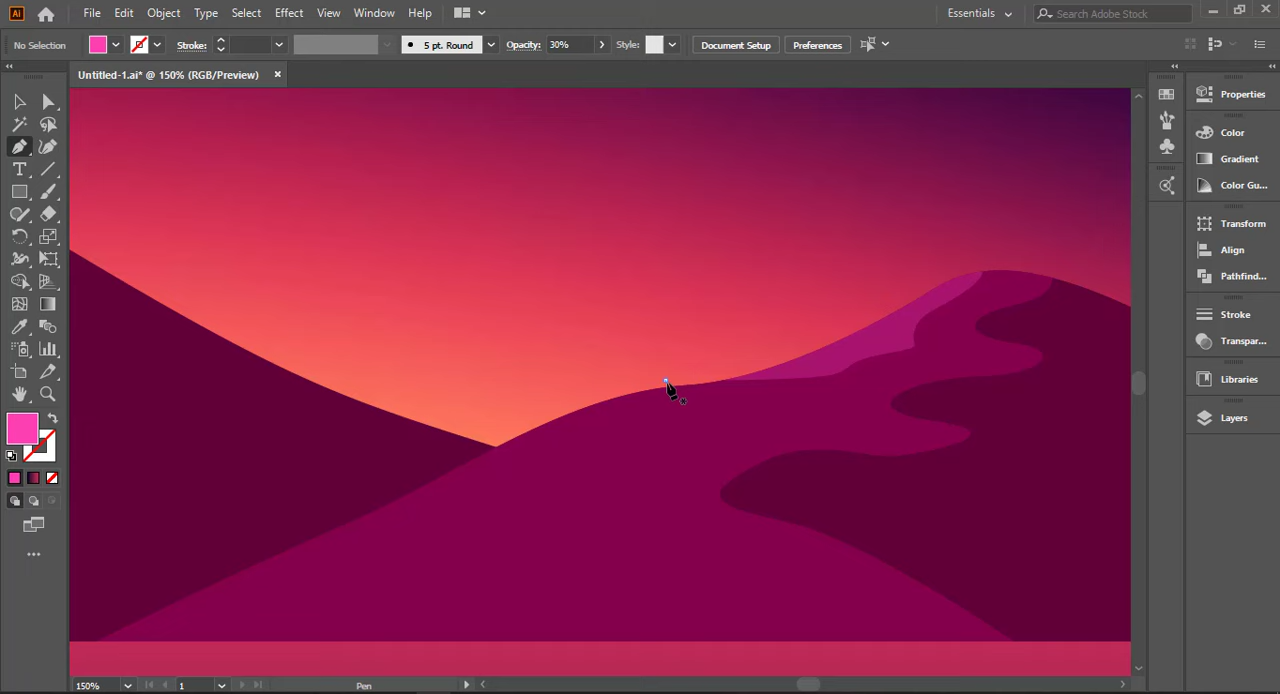 Ai File Edit Object Type Select Effect View Window Help Essentials Search Adobe Stock
No Selection Stroke: 5 pt. Round Opacity: 30% Style: Document Setup Preferences
Untitled-1.ai* @ 150% (RGB/Preview) ×
Properties
Color
Gradient
Color Gu...
Transform
Align
Pathfind...
Stroke
Transpar...
Libraries
Layers
150% 1 Pen